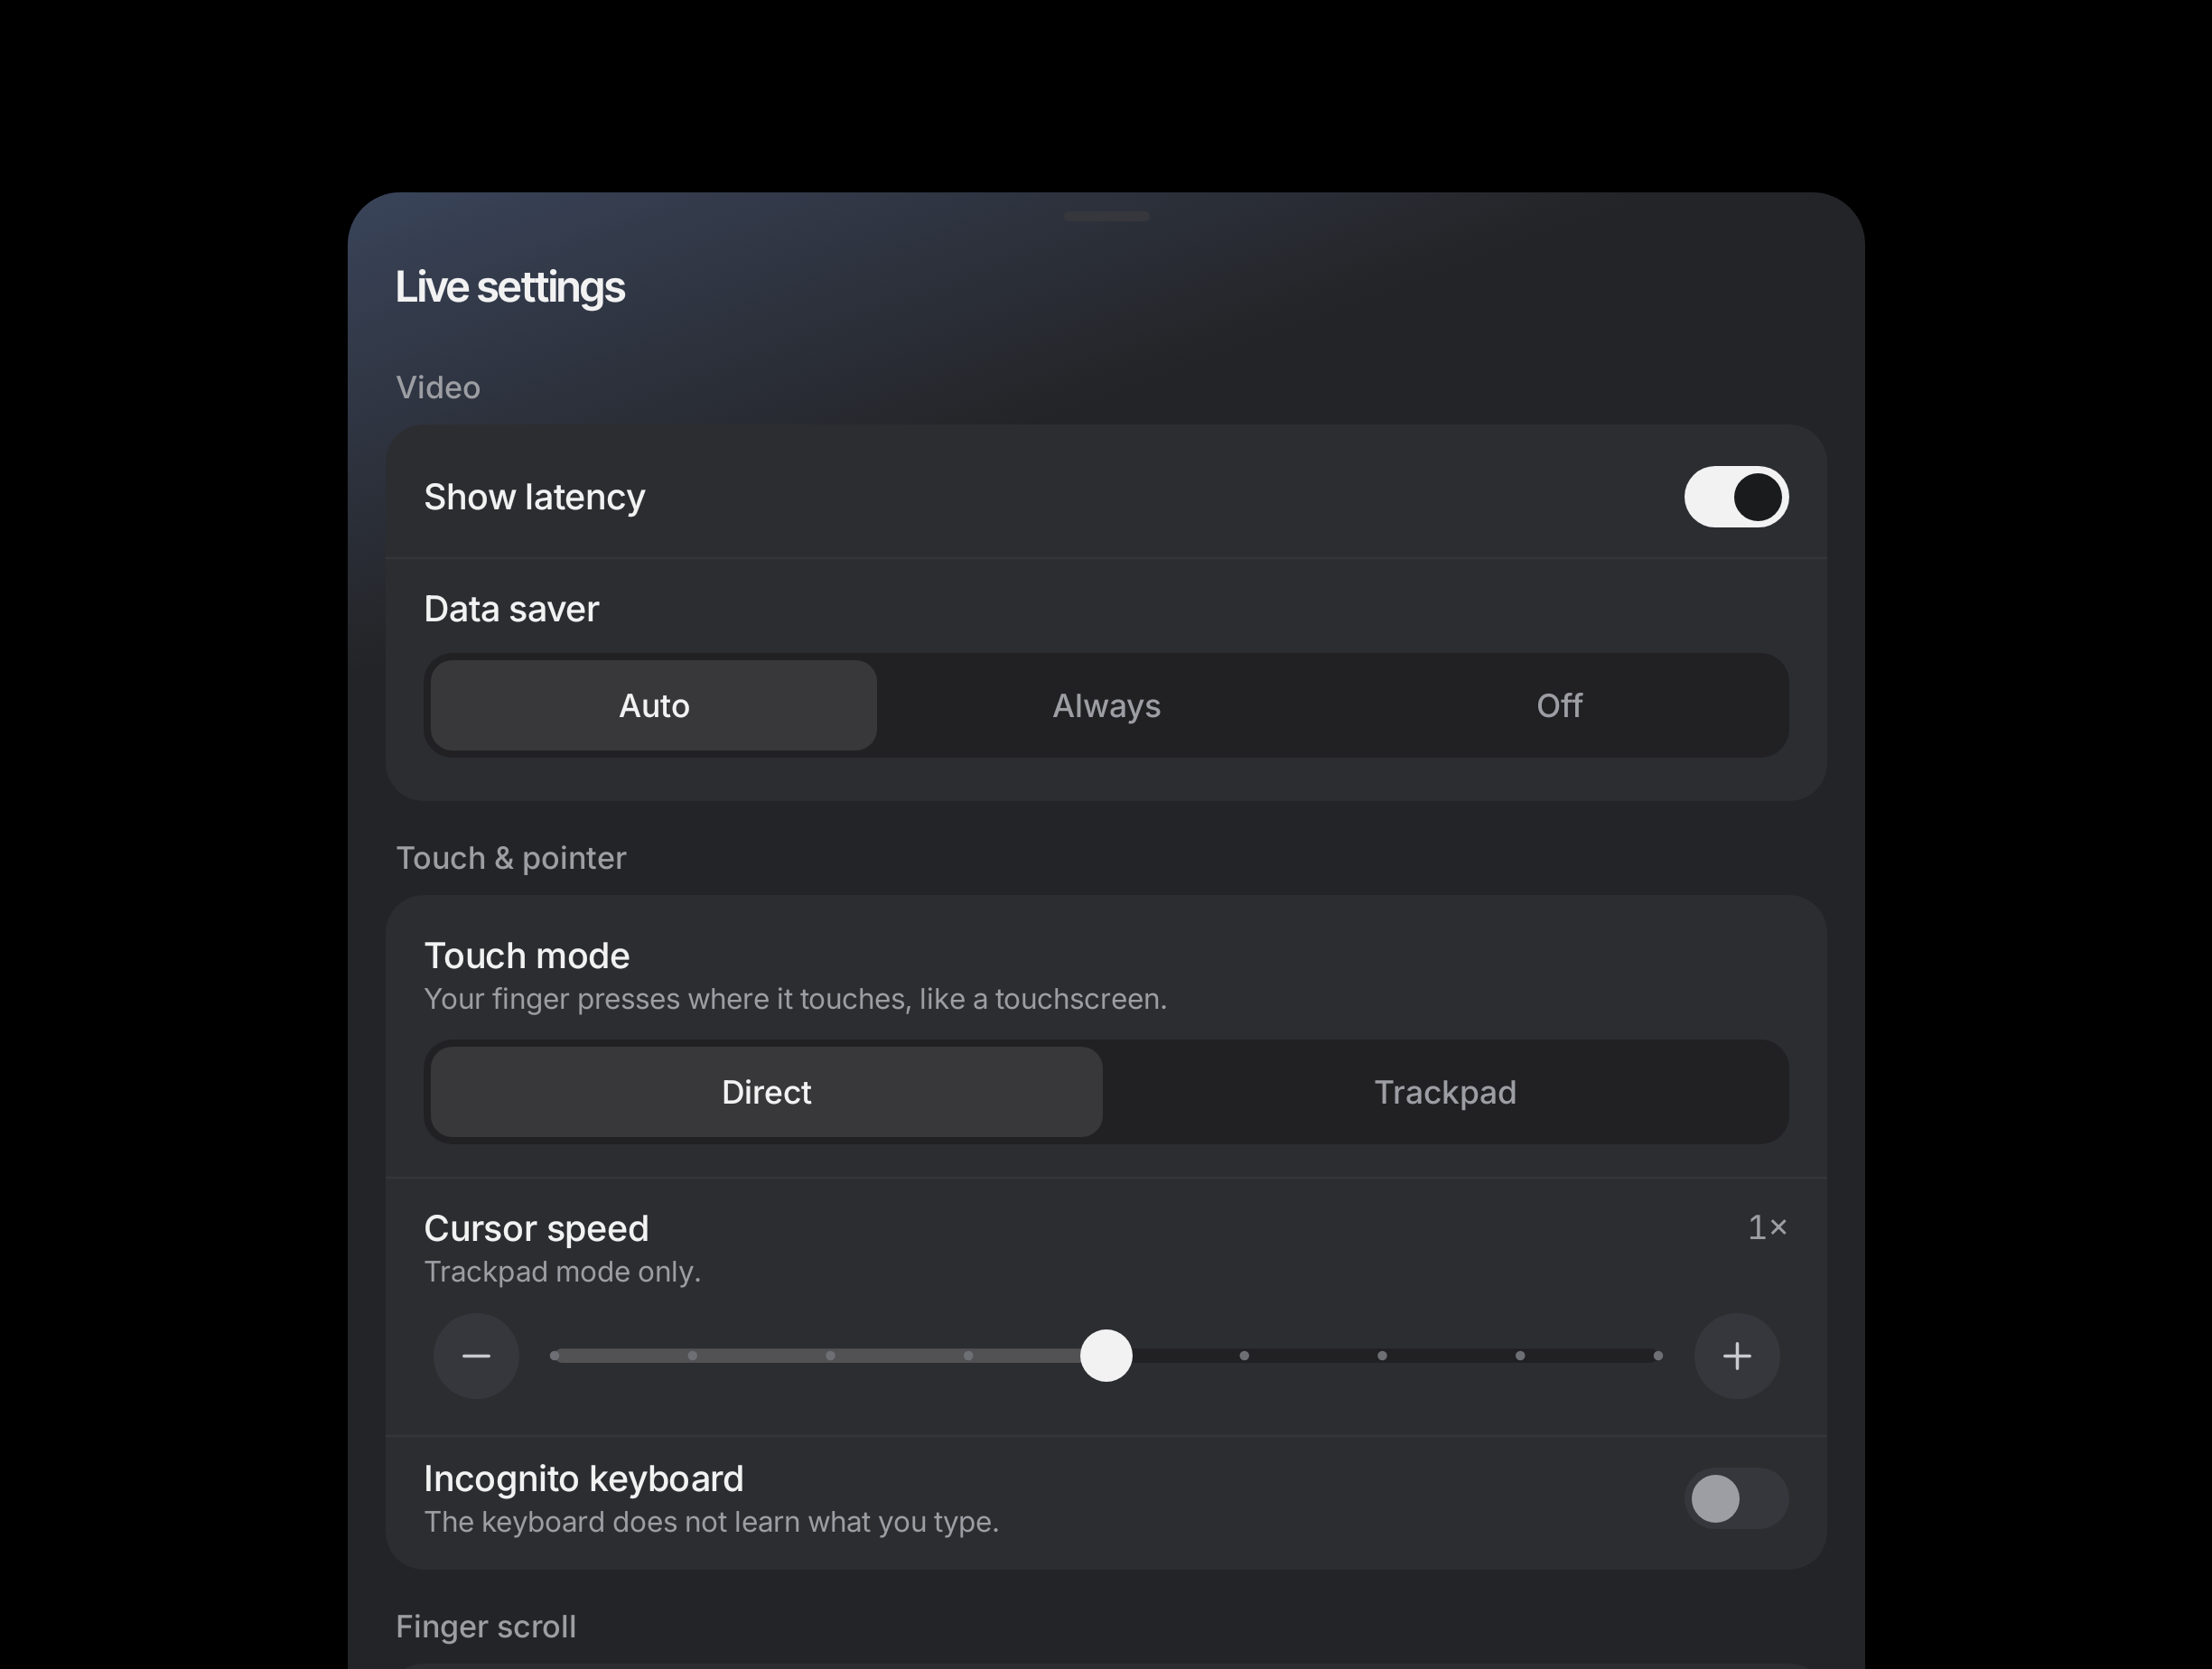 Live settings
Video
Show latency
Data saver
Auto
Always
Off
Touch & pointer
Touch mode
Your finger presses where it touches, like a touchscreen.
Direct
Trackpad
Cursor speed
1×
Trackpad mode only.
Incognito keyboard
The keyboard does not learn what you type.
Finger scroll